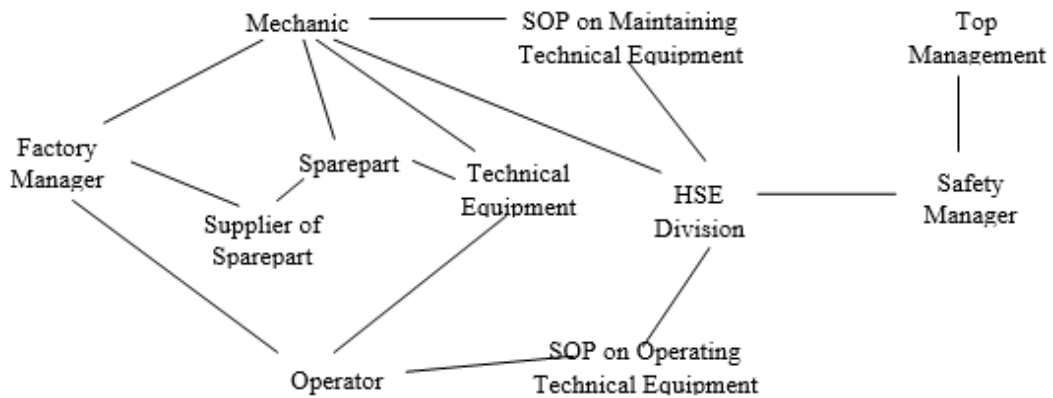 Mechanic
SOP on Maintaining
Technical Equipment
Top
Management
Factory
Manager
Sparepart
Technical
Equipment
Supplier of
Sparepart
HSE
Division
Safety
Manager
Operator
SOP on Operating
Technical Equipment